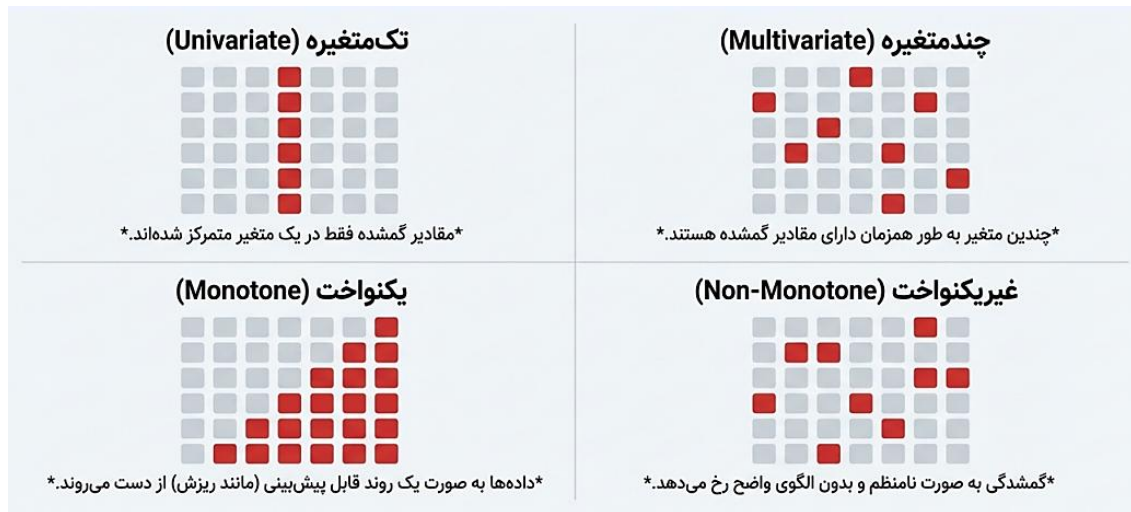 چندمتغیره (Multivariate)
*چندین متغیر به طور همزمان دارای مقادیر گمشده هستند.*
تک‌متغیره (Univariate)
*مقادیر گمشده فقط در یک متغیر متمرکز شده‌اند.*
غیریکنواخت (Non-Monotone)
*گمشدگی به صورت نامنظم و بدون الگوی واضح رخ می‌دهد.*
یکنواخت (Monotone)
*داده‌ها به صورت یک روند قابل پیش‌بینی (مانند ریزش) از دست می‌روند.*